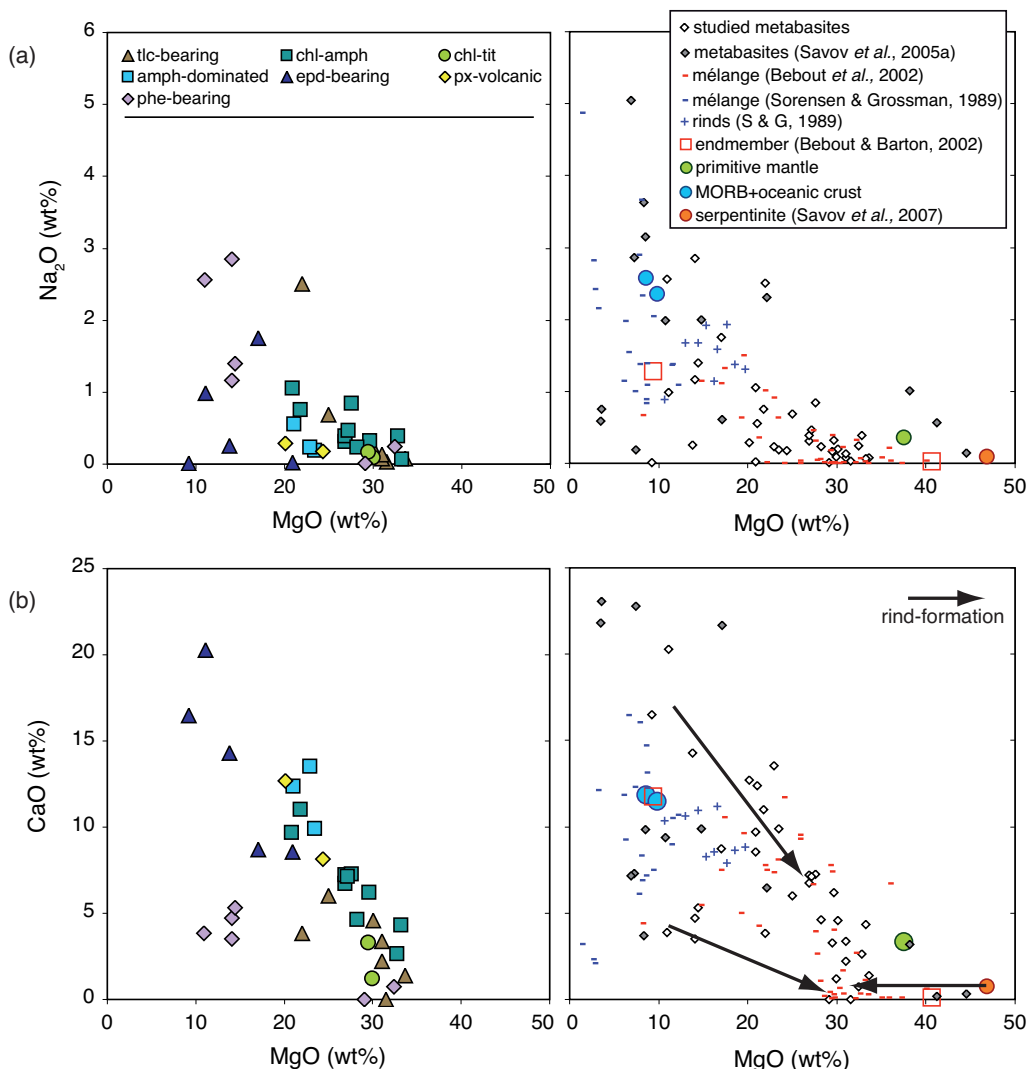 (a)
6
5
4
3
2
1
0
Na2O (wt%)
tlc-bearing
chl-amph
chl-tit
amph-dominated
epd-bearing
px-volcanic
phe-bearing
0
10
20
30
40
50
MgO (wt%)
studied metabasites
metabasites (Savov et al., 2005a)
mélange (Bebout et al., 2002)
mélange (Sorensen & Grossman, 1989)
rinds (S & G, 1989)
endmember (Bebout & Barton, 2002)
primitive mantle
MORB+oceanic crust
serpentinite (Savov et al., 2007)
0
10
20
30
40
50
MgO (wt%)
(b)
25
20
15
10
5
0
CaO (wt%)
0
10
20
30
40
50
MgO (wt%)
rind-formation
0
10
20
30
40
50
MgO (wt%)